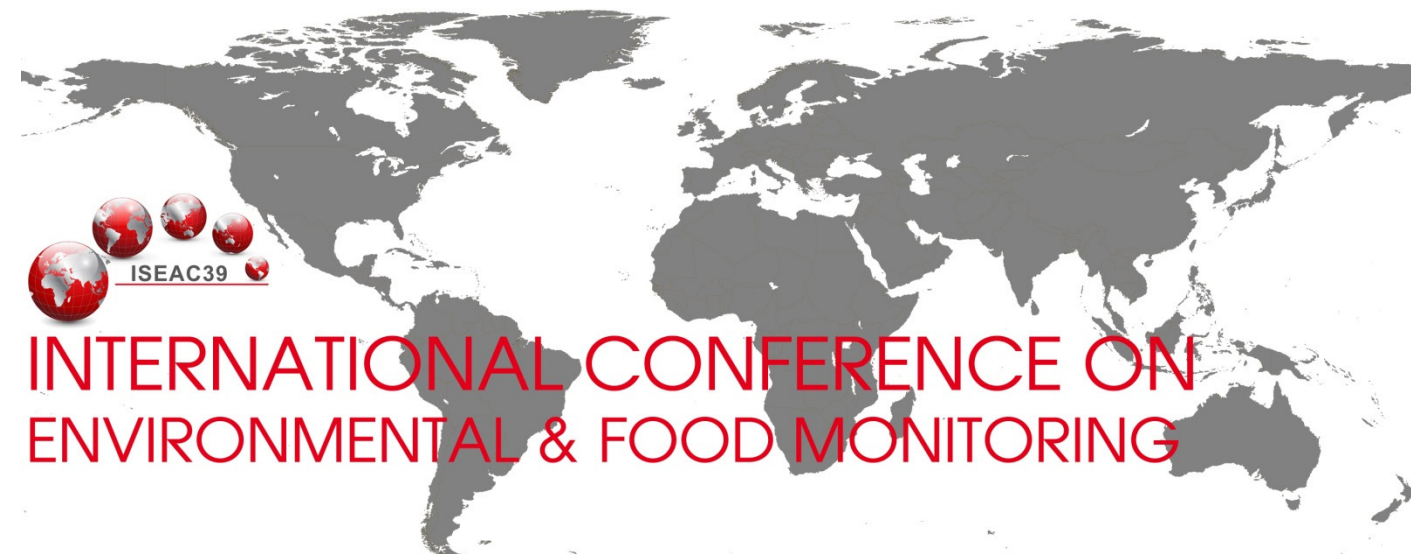 ISEAC39
INTERNATIONAL CONFERENCE ON
ENVIRONMENTAL & FOOD MONITORING